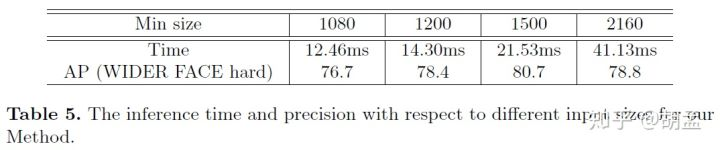 Min size 1080 1200 1500 2160
Time 12.46ms 14.30ms 21.53ms 41.13ms
AP (WIDER FACE hard) 76.7 78.4 80.7 78.8
Table 5. The inference time and precision with respect to different input sizes for our
Method.
知乎 @胡孟